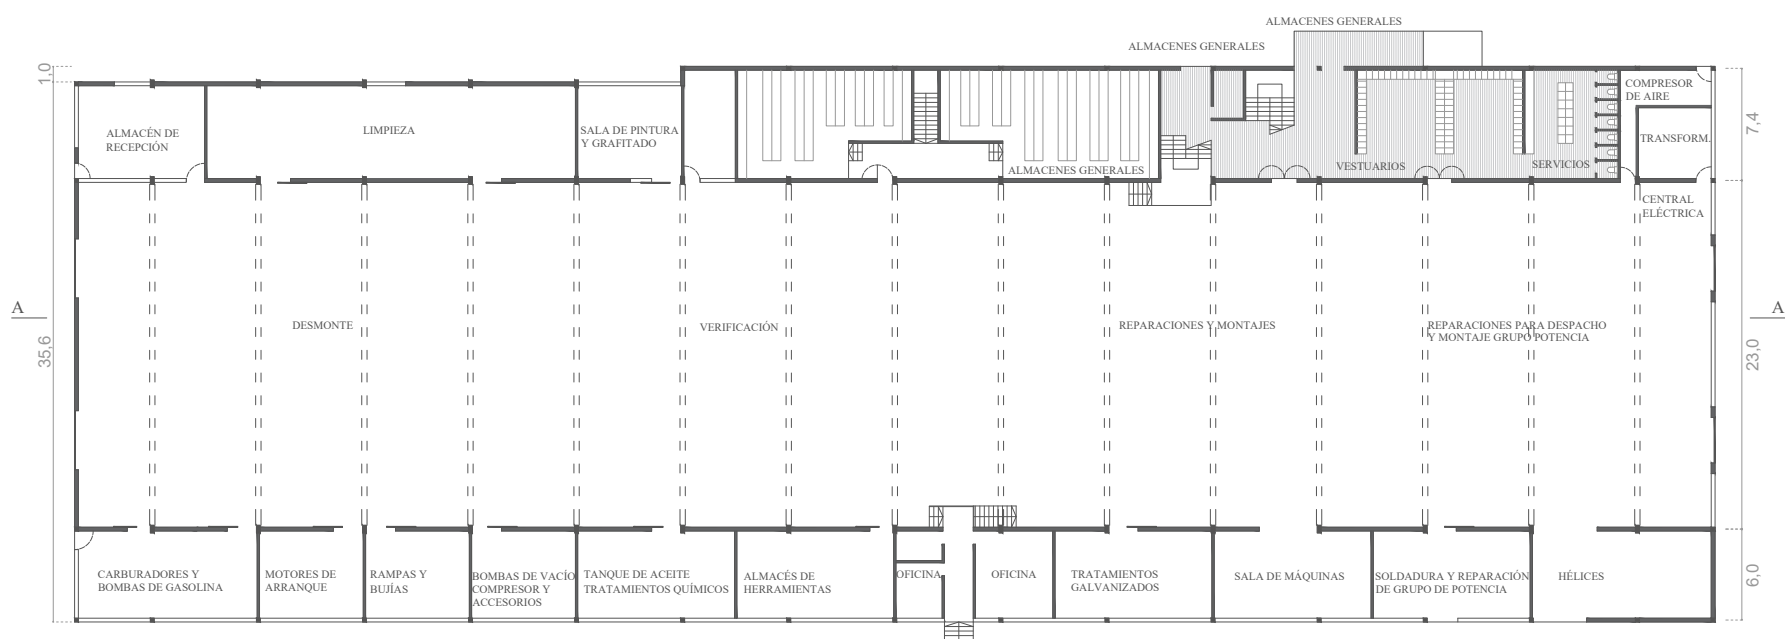 ALMACENES GENERALES
ALMACENES GENERALES
1,0
COMPRESOR
DE AIRE
ALMACÉN DE
RECEPCIÓN
LIMPIEZA
SALA DE PINTURA
Y GRAFITADO
7,4
TRANSFORM.
ALMACENES GENERALES
VESTUARIOS
SERVICIOS
CENTRAL
ELÉCTRICA
A
A
DESMONTE
VERIFICACIÓN
REPARACIONES Y MONTAJES
REPARACIONES PARA DESPACHO
Y MONTAJE GRUPO POTENCIA
35,6
23,0
CARBURADORES Y
BOMBAS DE GASOLINA
MOTORES DE
ARRANQUE
RAMPAS Y
BUJÍAS
BOMBAS DE VACÍO
COMPRESOR Y
ACCESORIOS
TANQUE DE ACEITE
TRATAMIENTOS QUÍMICOS
ALMACÉS DE
HERRAMIENTAS
OFICINA
OFICINA
TRATAMIENTOS
GALVANIZADOS
SALA DE MÁQUINAS
SOLDADURA Y REPARACIÓN
DE GRUPO DE POTENCIA
HÉLICES
6,0